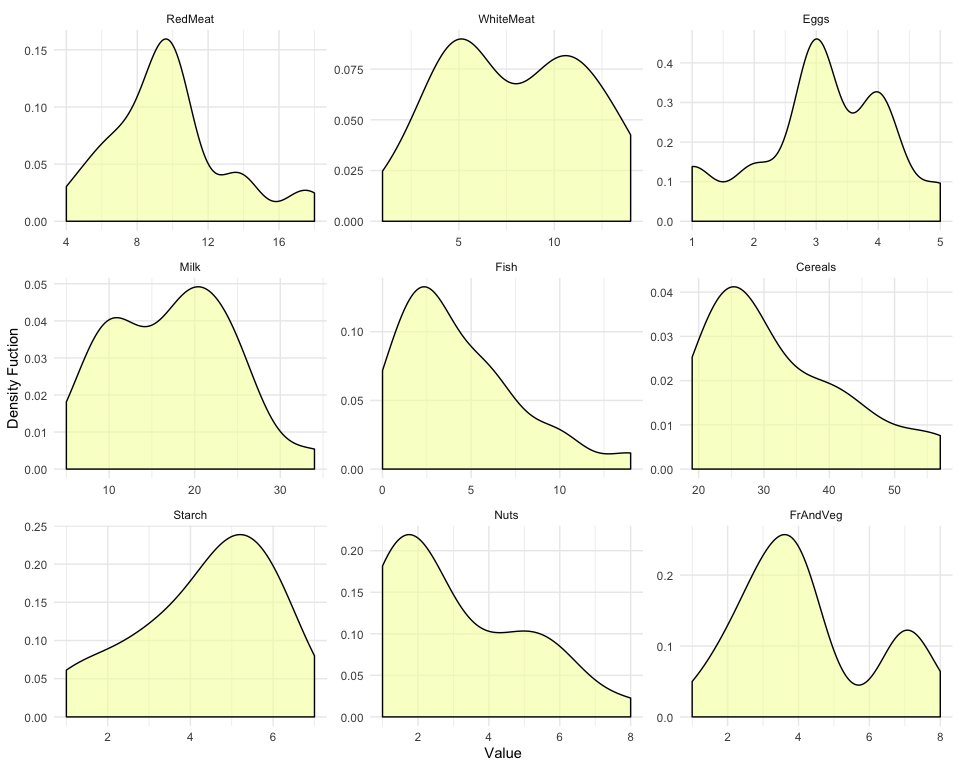 RedMeat
WhiteMeat
Eggs
0.15
0.10
0.05
0.00
4 8 12 16
0.075
0.050
0.025
0.000
5 10
0.4
0.3
0.2
0.1
0.0
1 2 3 4 5
Milk
Fish
Cereals
Density Fuction
0.05
0.04
0.03
0.02
0.01
0.00
10 20 30
0.10
0.05
0.00
0 5 10
0.04
0.03
0.02
0.01
0.00
20 30 40 50
Starch
Nuts
FrAndVeg
0.25
0.20
0.15
0.10
0.05
0.00
2 4 6
0.20
0.15
0.10
0.05
0.00
2 4 6 8
0.2
0.1
0.0
2 4 6 8
Value